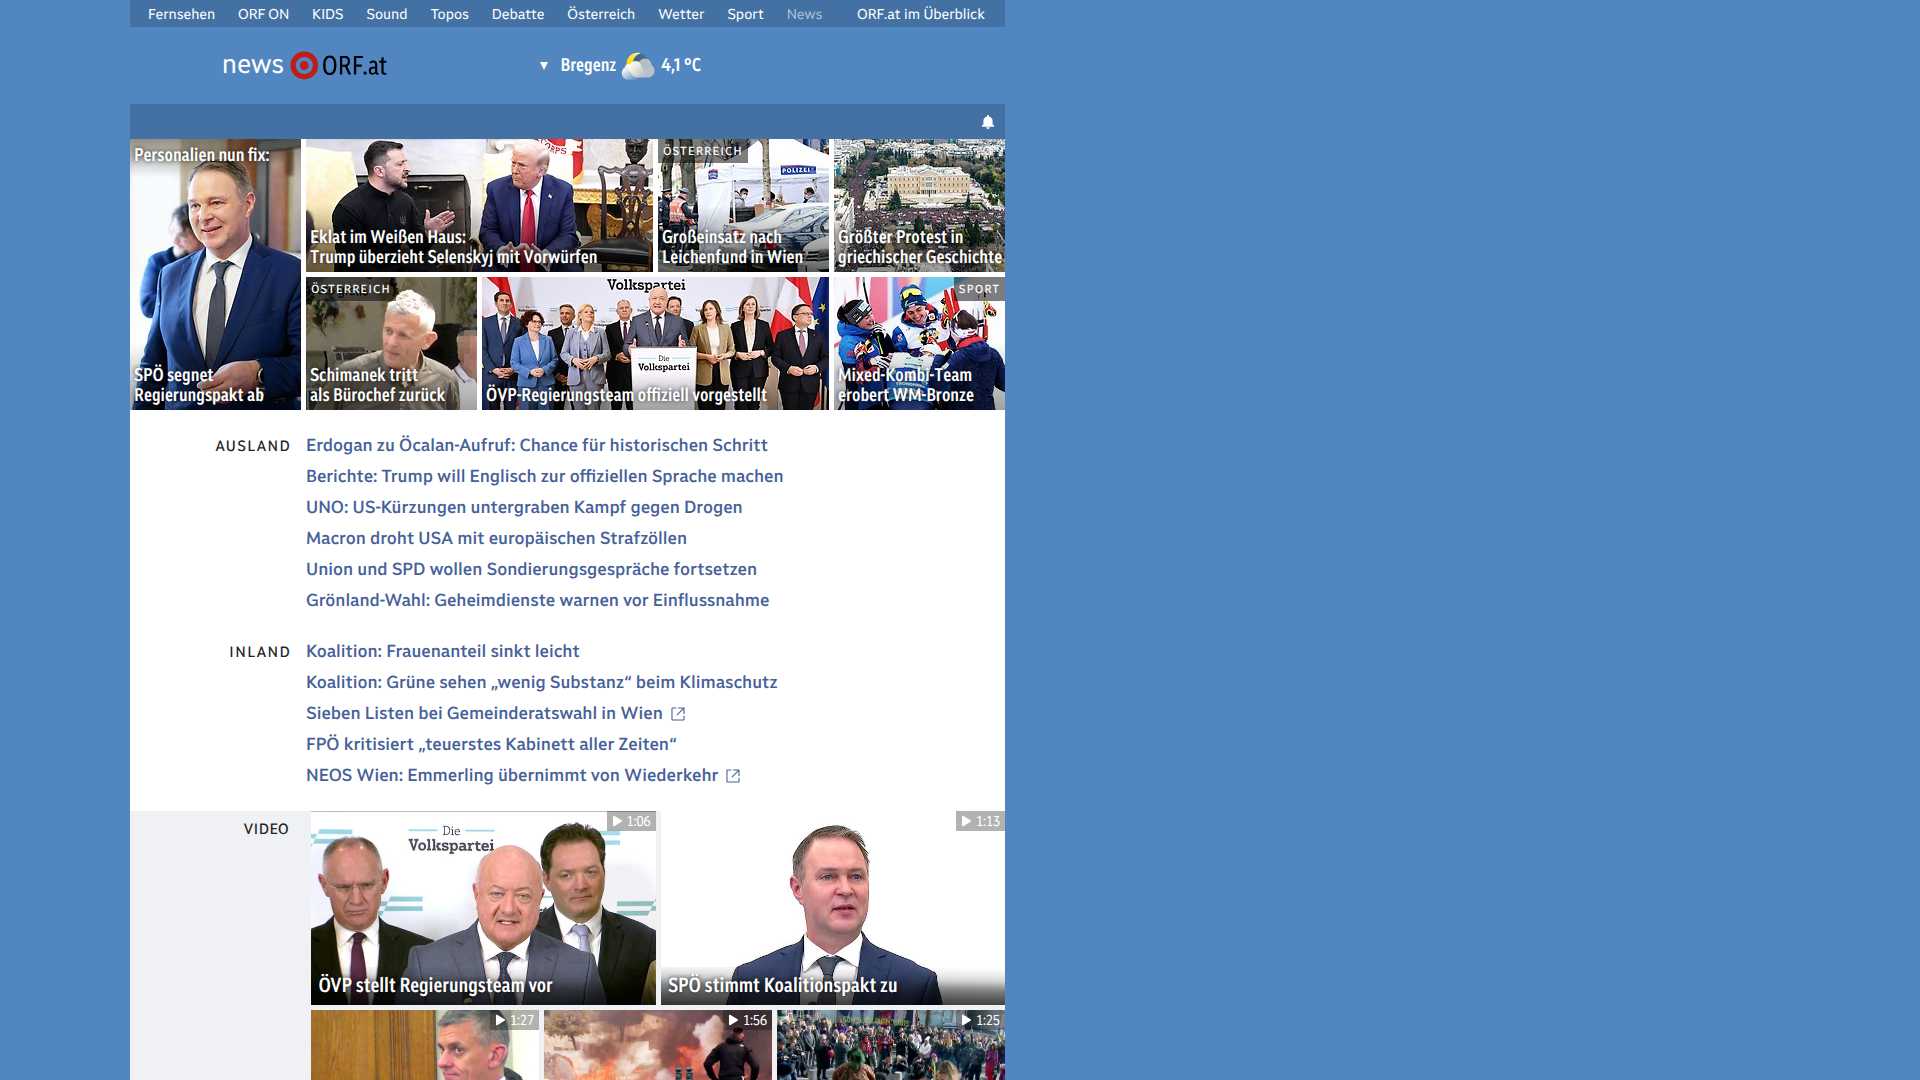 Fernsehen ORF ON KIDS Sound Topos Debatte Österreich Wetter Sport News ORF.at im Überblick
news ORF.at
Bregenz 4,1 °C
Personalien nun fix:
SPÖ segnet
Regierungspakt ab
Eklat im Weißen Haus:
Trump überzieht Selenskyj mit Vorwürfen
ÖSTERREICH
POLIZEI
Großeinsatz nach
Leichenfund in Wien
Größter Protest in
griechischer Geschichte
ÖSTERREICH
Schimanek tritt
als Bürochef zurück
Volkspartei
Die
Volkspartei
ÖVP-Regierungsteam offiziell vorgestellt
SPORT
Mixed-Kombi-Team
erobert WM-Bronze
AUSLAND
Erdogan zu Öcalan-Aufruf: Chance für historischen Schritt
Berichte: Trump will Englisch zur offiziellen Sprache machen
UNO: US-Kürzungen untergraben Kampf gegen Drogen
Macron droht USA mit europäischen Strafzöllen
Union und SPD wollen Sondierungsgespräche fortsetzen
Grönland-Wahl: Geheimdienste warnen vor Einflussnahme
INLAND
Koalition: Frauenanteil sinkt leicht
Koalition: Grüne sehen „wenig Substanz“ beim Klimaschutz
Sieben Listen bei Gemeinderatswahl in Wien
FPÖ kritisiert „teuerstes Kabinett aller Zeiten“
NEOS Wien: Emmerling übernimmt von Wiederkehr
VIDEO
1:06
Die
Volkspartei
ÖVP stellt Regierungsteam vor
1:13
SPÖ stimmt Koalitionspakt zu
1:27
1:56
1:25